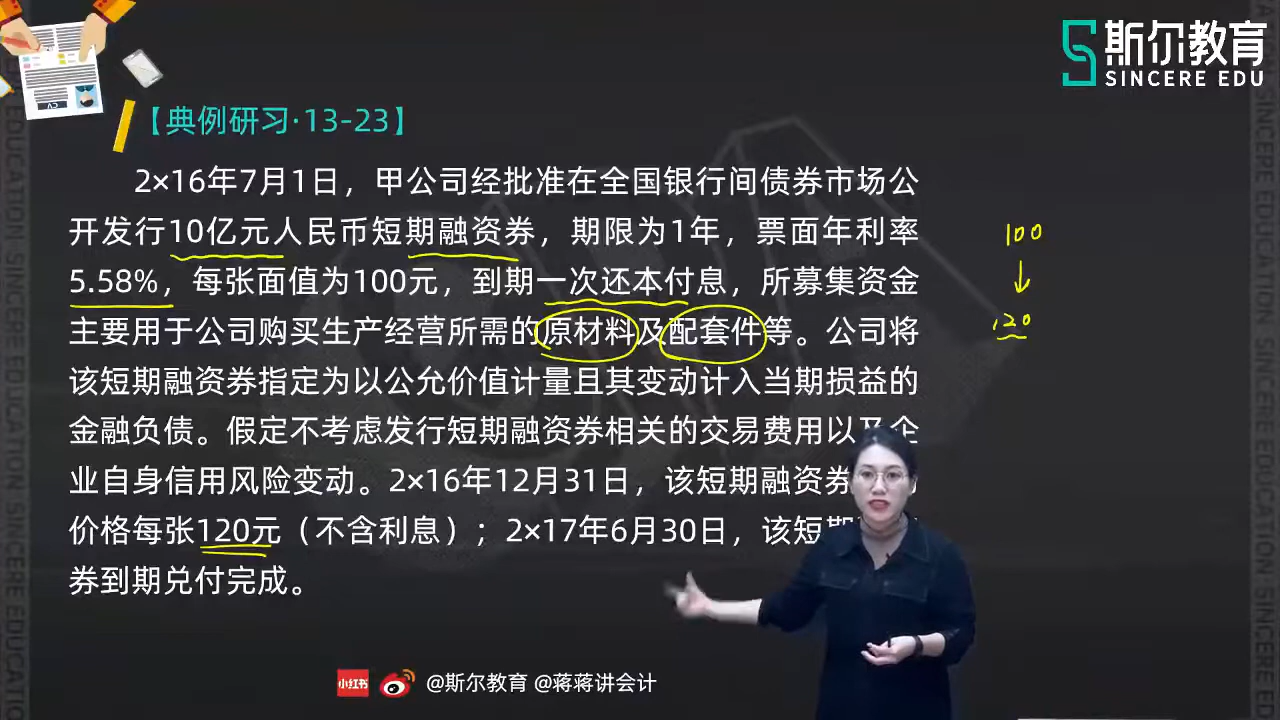 斯尔教育
SINCERE EDU
【典例研习·13-23】
2×16年7月1日，甲公司经批准在全国银行间债券市场公
开发行10亿元人民币短期融资券，期限为1年，票面年利率
5.58%，每张面值为100元，到期一次还本付息，所募集资金
主要用于公司购买生产经营所需的原材料及配套件等。公司将
该短期融资券指定为以公允价值计量且其变动计入当期损益的
金融负债。假定不考虑发行短期融资券相关的交易费用以及企
业自身信用风险变动。2×16年12月31日，该短期融资券
价格每张120元（不含利息）；2×17年6月30日，该短
券到期兑付完成。
100
120
小红书 @斯尔教育 @蒋蒋讲会计